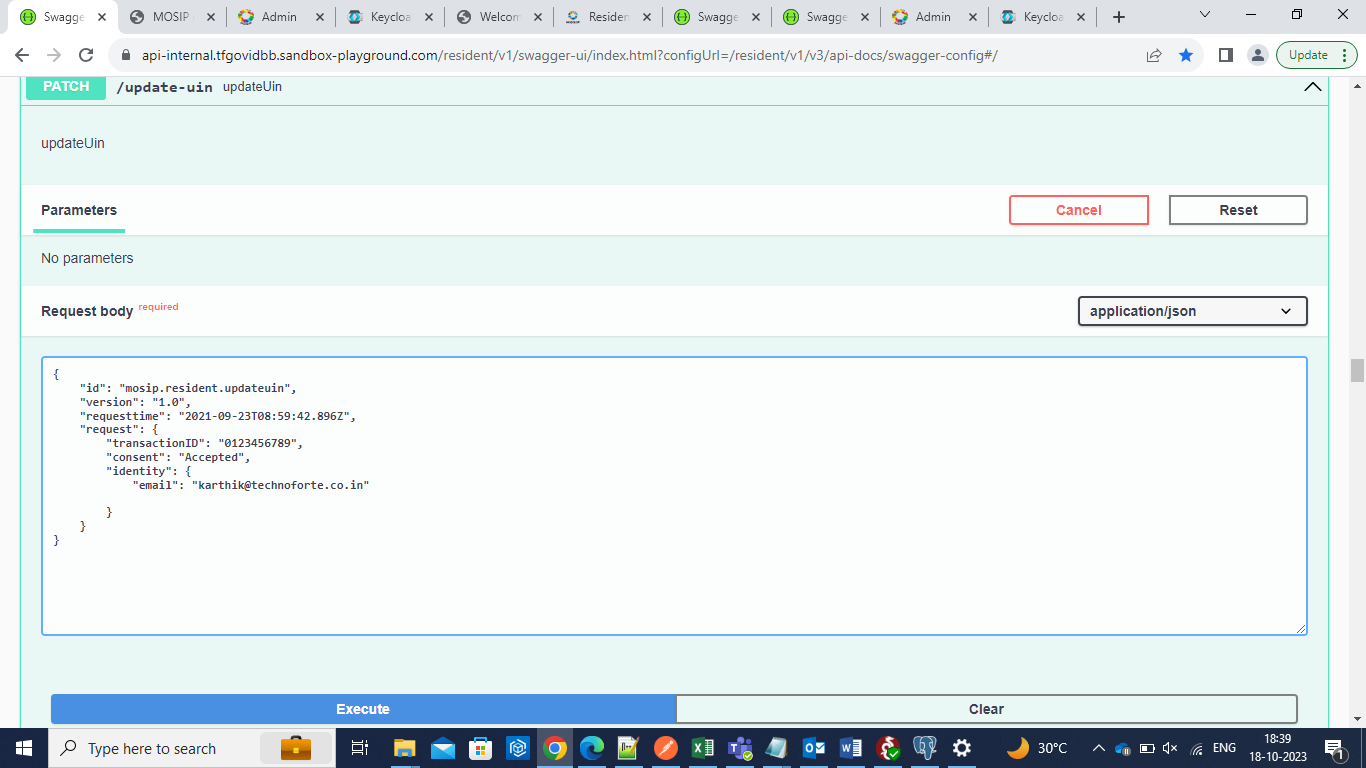 Swagge
MOSIP
Admin
Keycloa
Welcom
Residen
Swagge
Swagge
Admin
Keycloa
api-internal.tfgovidbb.sandbox-playground.com/resident/v1/swagger-ui/index.html?configUrl=/resident/v1/v3/api-docs/swagger-config#/
Update
PATCH /update-uin updateUin
updateUin
Parameters
Cancel
Reset
No parameters
Request body required
application/json
{
    "id": "mosip.resident.updateuin",
    "version": "1.0",
    "requesttime": "2021-09-23T08:59:42.896Z",
    "request": {
        "transactionID": "0123456789",
        "consent": "Accepted",
        "identity": {
            "email": "karthik@technoforte.co.in"
        }
    }
}
Execute
Clear
Type here to search
30°C
ENG
18:39
18-10-2023
1